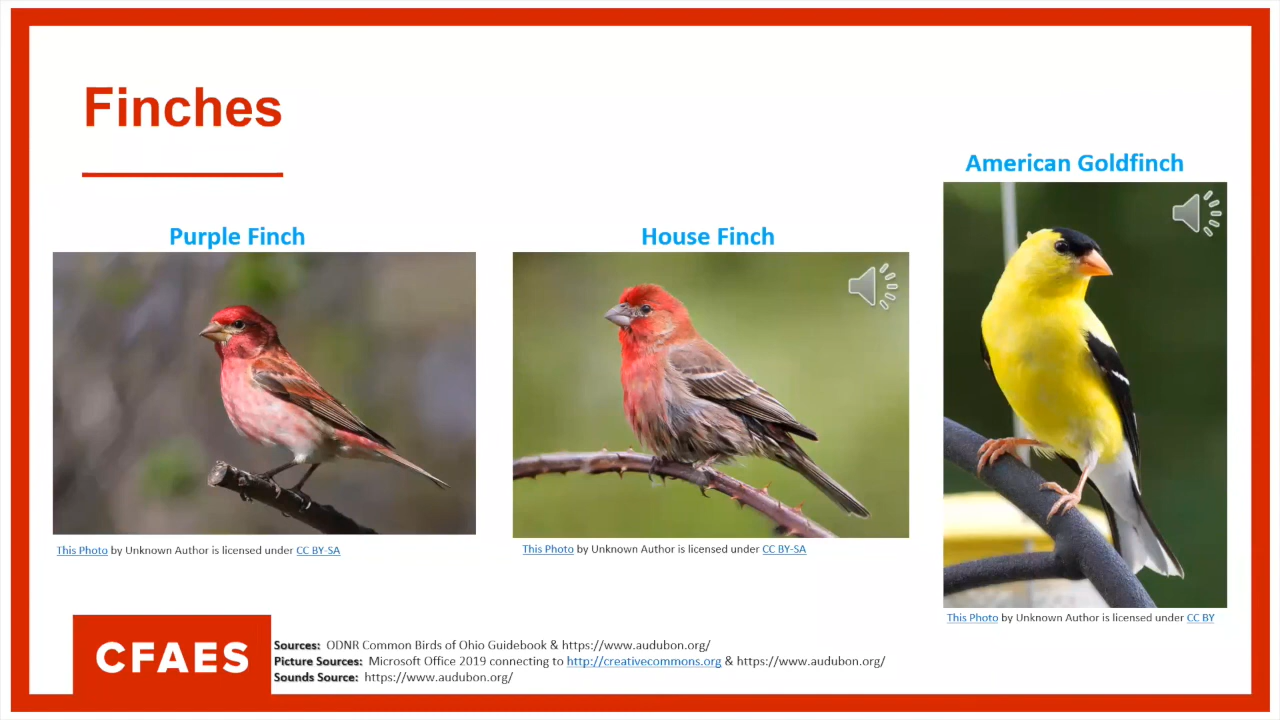 Finches
Purple Finch
House Finch
American Goldfinch
This Photo by Unknown Author is licensed under CC BY-SA
This Photo by Unknown Author is licensed under CC BY-SA
This Photo by Unknown Author is licensed under CC BY
CFAES
Sources: ODNR Common Birds of Ohio Guidebook & https://www.audubon.org/
Picture Sources: Microsoft Office 2019 connecting to http://creativecommons.org & https://www.audubon.org/
Sounds Source: https://www.audubon.org/